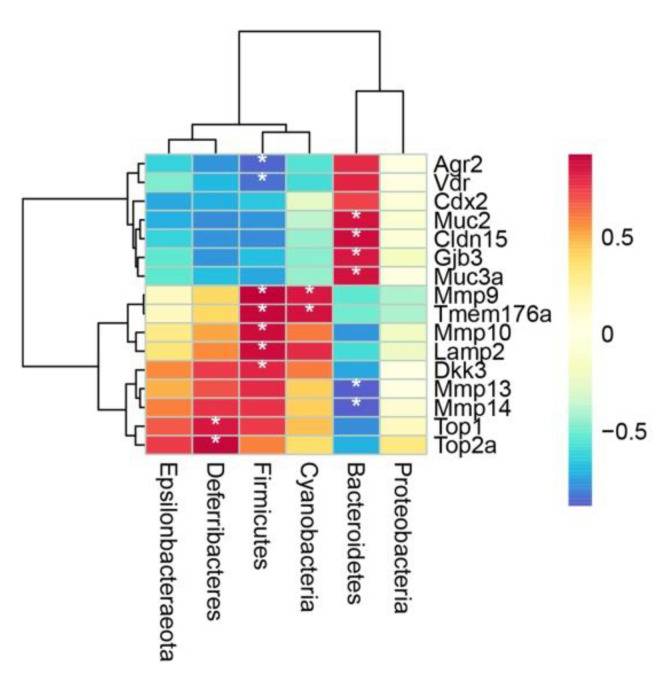 *
Agr2
*
Vdr
Cdx2
*
Muc2
*
Cldn15
*
Gjb3
*
Muc3a
* *
Mmp9
* *
Tmem176a
*
Mmp10
*
Lamp2
*
Dkk3
*
Mmp13
*
Mmp14
*
Top1
*
Top2a
0.5
0
−0.5
Epsilonbacteraeota
Deferribacteres
Firmicutes
Cyanobacteria
Bacteroidetes
Proteobacteria